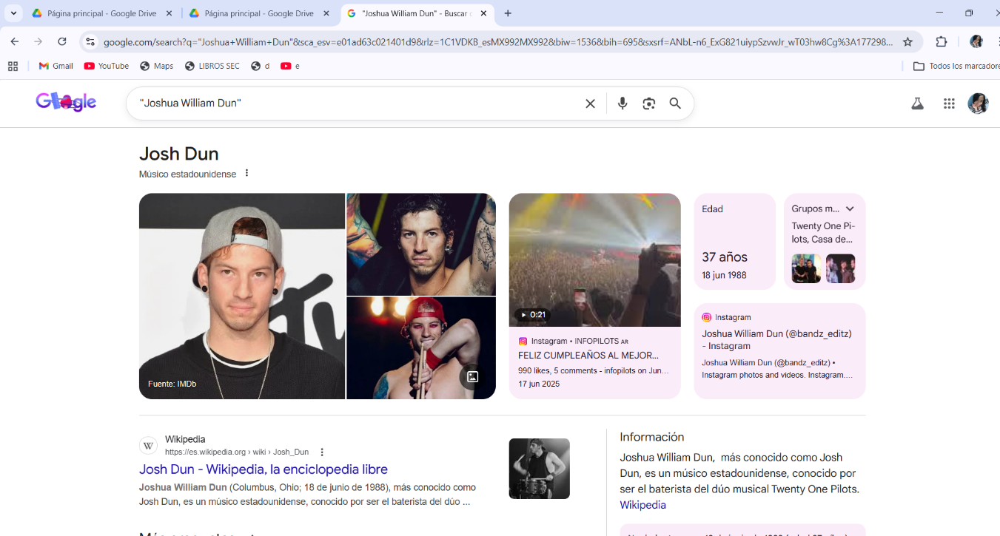 Página principal - Google Drive
Página principal - Google Drive
"Joshua William Dun" - Buscar
google.com/search?q="Joshua+William+Dun"&sca_esv=e01ad63c021401d9&rlz=1C1VDKB_esMX992MX992&biw=1536&bih=695&sxsrf=ANbL-n6_ExG821uiypSzvwJr_wT03hw8Cg%3A177298...
Gmail
YouTube
Maps
LIBROS SEC
d
e
Todos los marcadore
Google
"Joshua William Dun"
Josh Dun
Músico estadounidense
Fuente: IMDb
0:21
Instagram • INFOPILOTS AR
FELIZ CUMPLEAÑOS AL MEJOR...
990 likes, 5 comments - infopilots on Jun...
17 jun 2025
Edad
37 años
18 jun 1988
Grupos m...
Twenty One Pi-
lots, Casa de...
Instagram
Joshua William Dun (@bandz_editz)
- Instagram
Joshua William Dun (@bandz_editz) •
Instagram photos and videos. Instagram....
W
Wikipedia
https://es.wikipedia.org › wiki › Josh_Dun
Josh Dun - Wikipedia, la enciclopedia libre
Joshua William Dun (Columbus, Ohio; 18 de junio de 1988), más conocido como
Josh Dun, es un músico estadounidense, conocido por ser el baterista del dúo ...
Información
Joshua William Dun, más conocido como Josh
Dun, es un músico estadounidense, conocido por
ser el baterista del dúo musical Twenty One Pilots.
Wikipedia